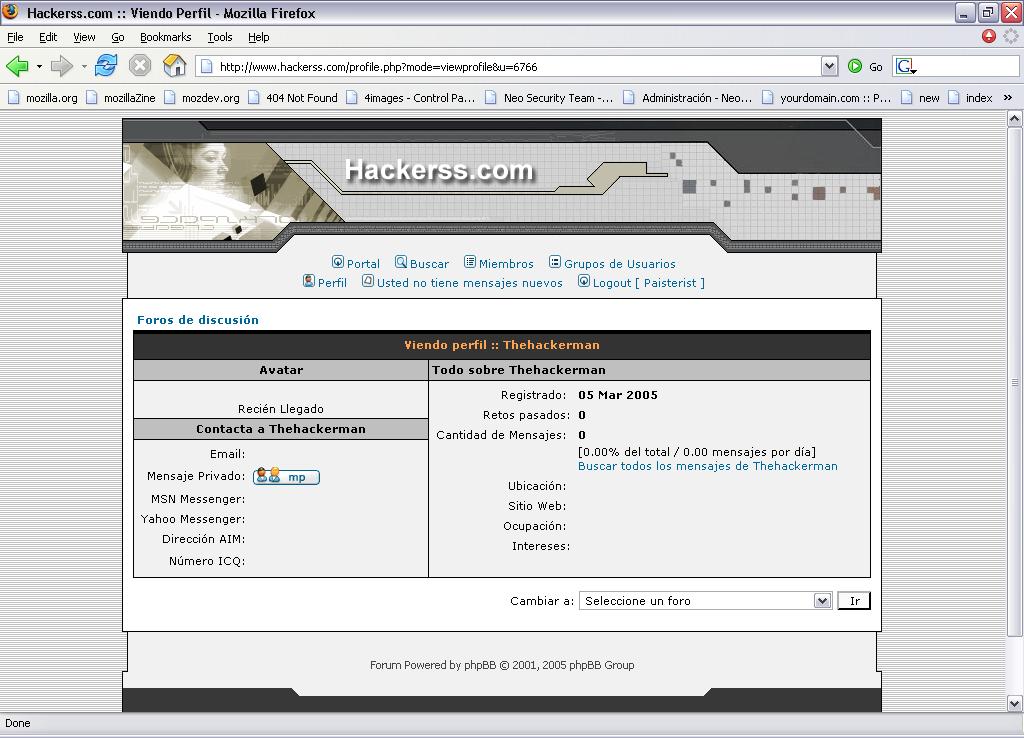 Hackerss.com :: Viendo Perfil - Mozilla Firefox
File Edit View Go Bookmarks Tools Help
http://www.hackerss.com/profile.php?mode=viewprofile&u=6766 Go G
mozilla.org mozillaZine mozdev.org 404 Not Found 4images - Control Pa... Neo Security Team -... Administración - Neo... yourdomain.com :: P... new index »
Hackerss.com
Portal Buscar Miembros Grupos de Usuarios
Perfil Usted no tiene mensajes nuevos Logout [ Paisterist ]
Foros de discusión
Viendo perfil :: Thehackerman
Avatar
Recién Llegado
Contacta a Thehackerman
Email:
Mensaje Privado: mp
MSN Messenger:
Yahoo Messenger:
Dirección AIM:
Número ICQ:
Todo sobre Thehackerman
Registrado: 05 Mar 2005
Retos pasados: 0
Cantidad de Mensajes: 0
[0.00% del total / 0.00 mensajes por día]
Buscar todos los mensajes de Thehackerman
Ubicación:
Sitio Web:
Ocupación:
Intereses:
Cambiar a: Seleccione un foro Ir
Forum Powered by phpBB © 2001, 2005 phpBB Group
Done